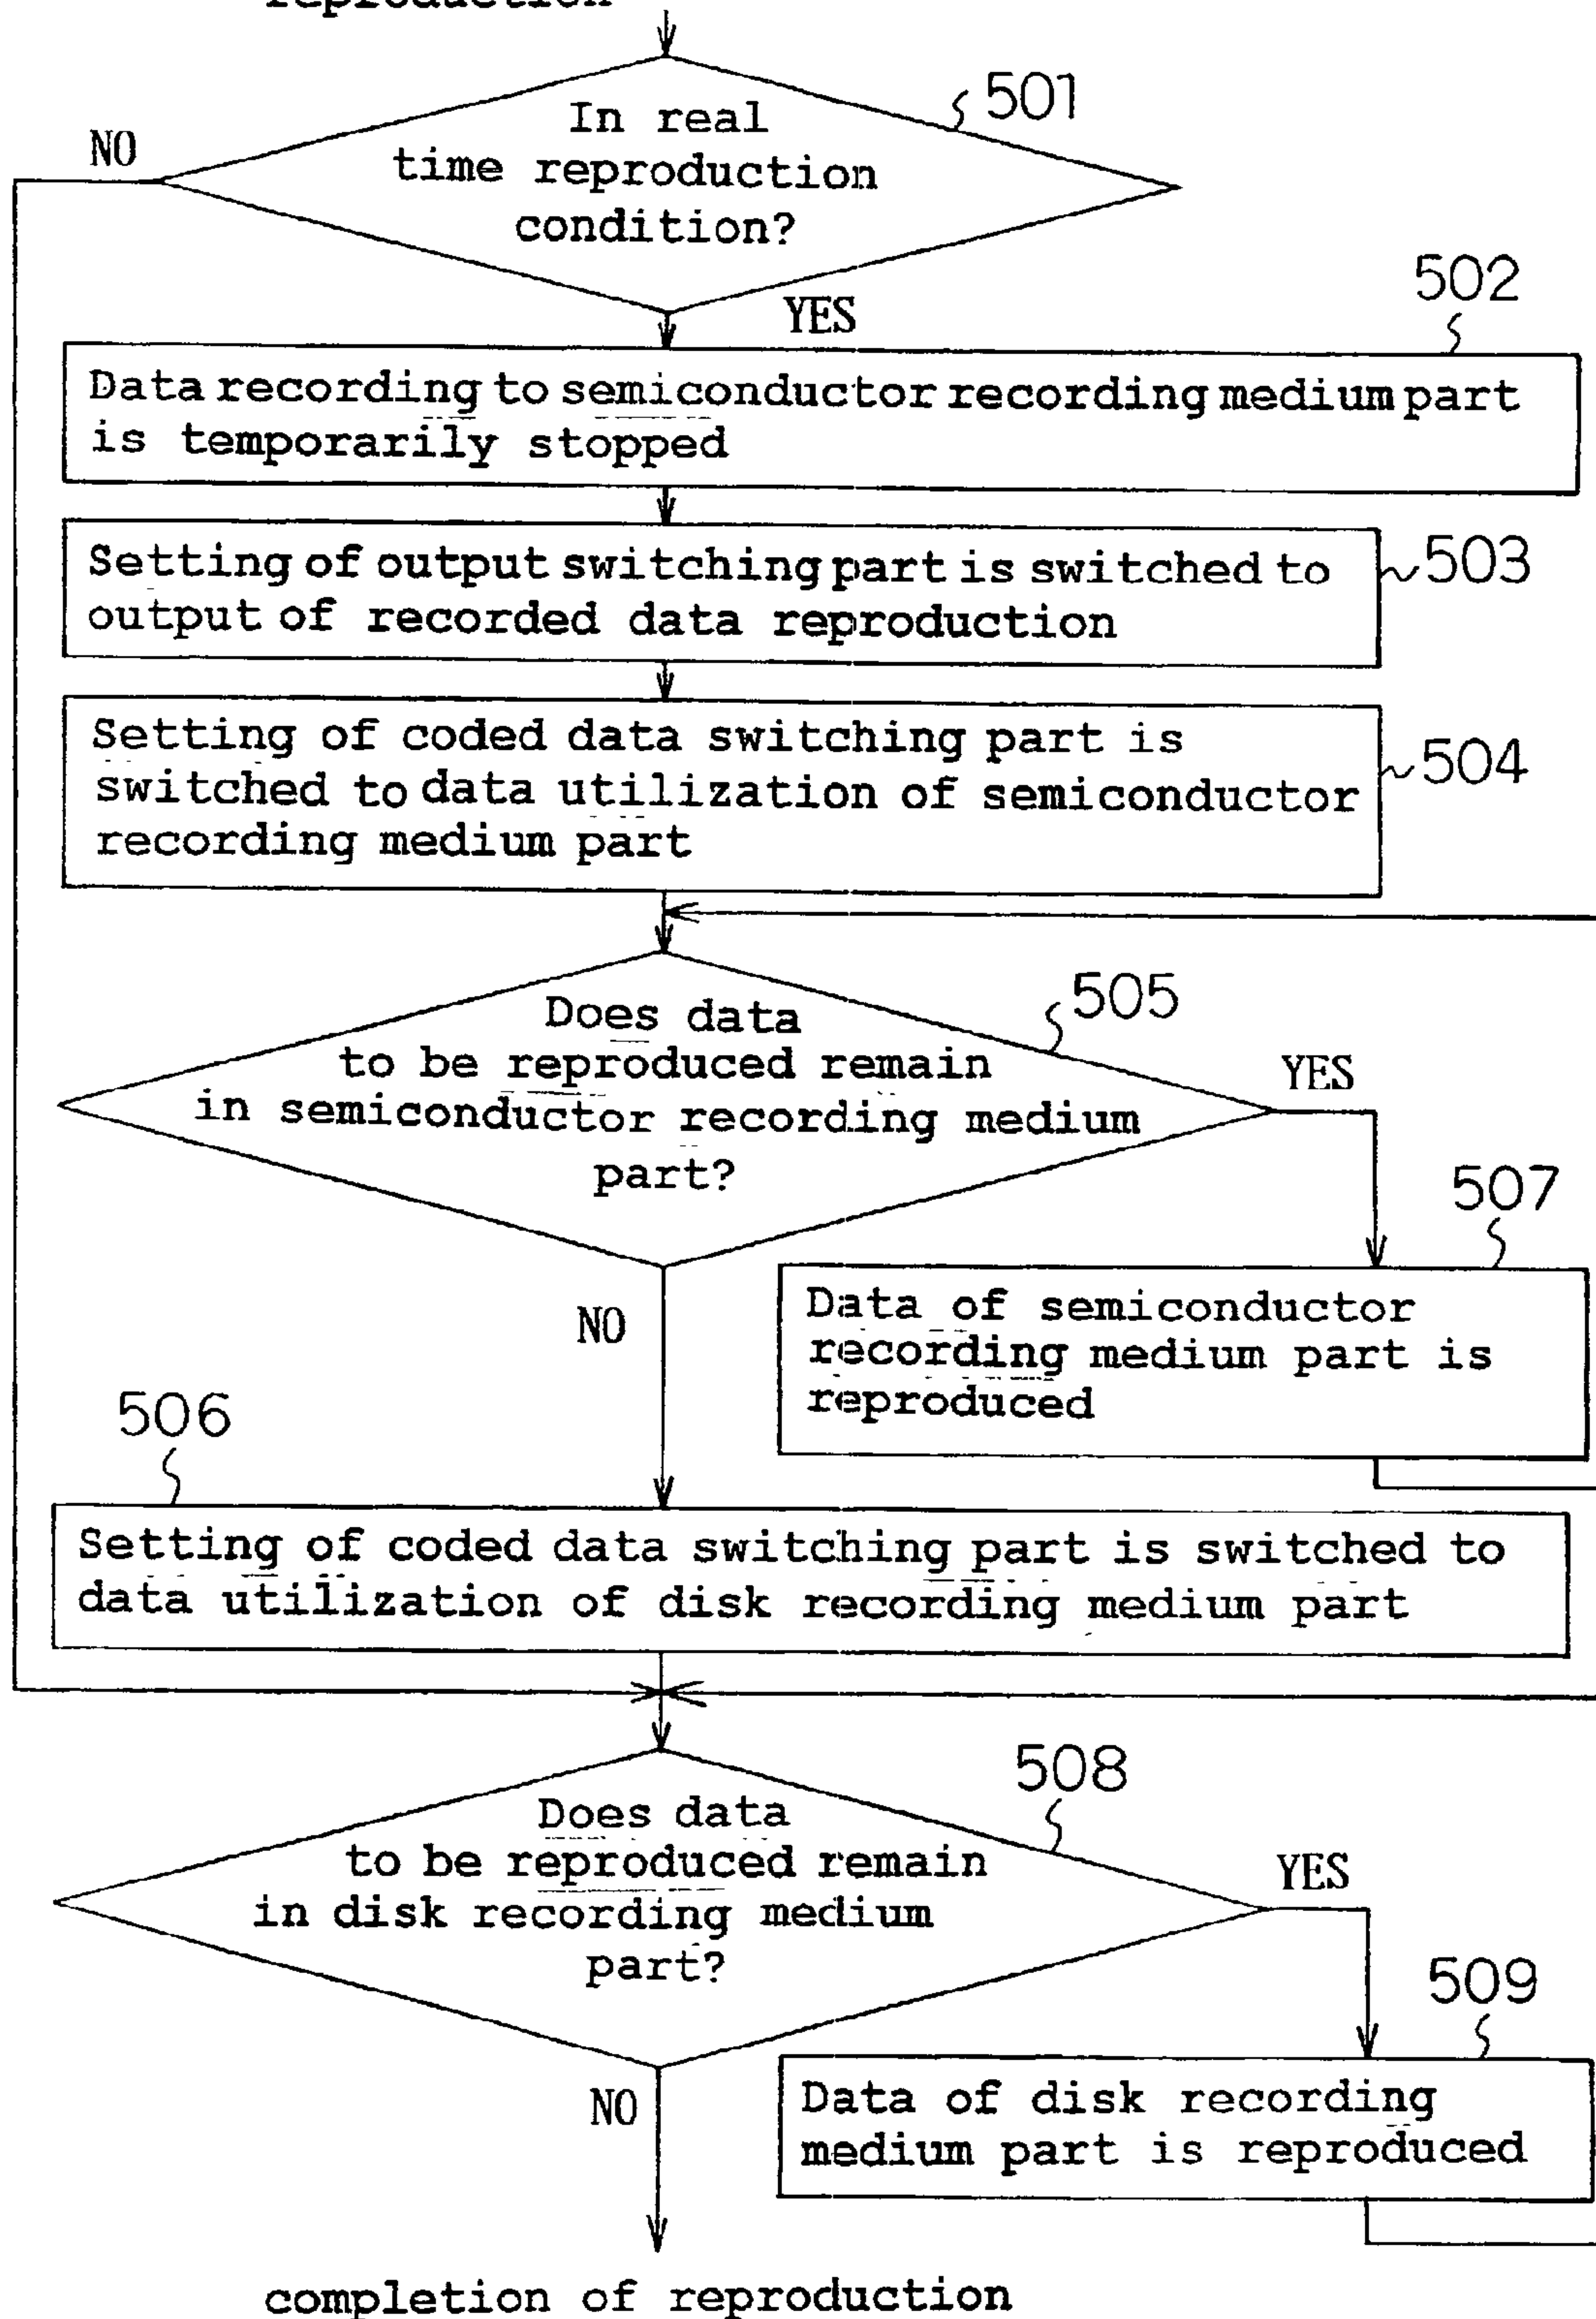 reproduction
501
In real
time reproduction
condition?
NO
YES
502
Data recording to semiconductor recording medium part
is temporarily stopped
503
Setting of output switching part is switched to
output of recorded data reproduction
504
Setting of coded data switching part is
switched to data utilization of semiconductor
recording medium part
505
Does data
to be reproduced remain
in semiconductor recording medium
part?
YES
NO
507
Data of semiconductor
recording medium part is
reproduced
506
Setting of coded data switching part is switched to
data utilization of disk recording medium part
508
Does data
to be reproduced remain
in disk recording medium
part?
YES
NO
509
Data of disk recording
medium part is reproduced
completion of reproduction